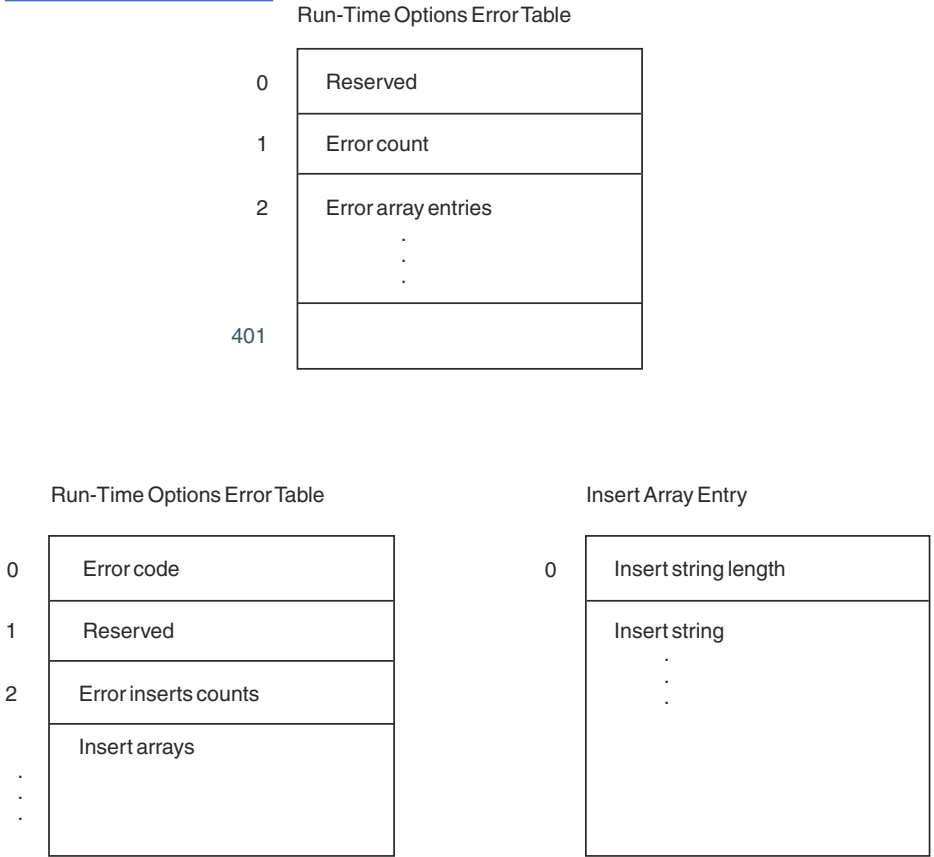 Run-Time Options Error Table
0 Reserved
1 Error count
2 Error array entries
.
.
.
401
Run-Time Options Error Table
0 Error code
1 Reserved
2 Error inserts counts
Insert arrays
.
.
.
Insert Array Entry
0 Insert string length
Insert string
.
.
.